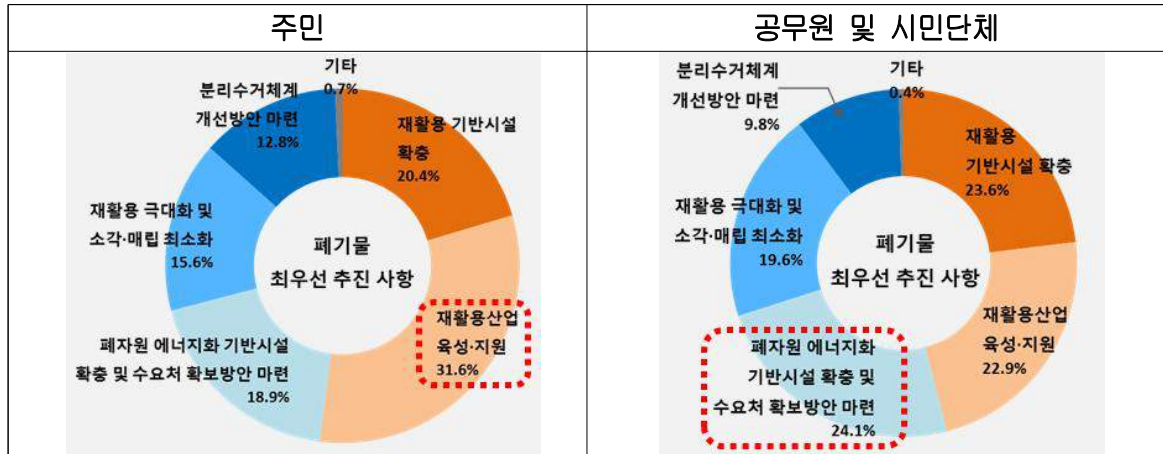 주민
공무원 및 시민단체
기타
0.7%
분리수거체계
개선방안 마련
12.8%
재활용 기반시설
확충
20.4%
재활용 극대화 및
소각·매립 최소화
15.6%
폐기물
최우선 추진 사항
재활용산업
육성·지원
31.6%
폐자원 에너지화 기반시설
확충 및 수요처 확보방안 마련
18.9%
기타
0.4%
분리수거체계
개선방안 마련
9.8%
재활용
기반시설 확충
23.6%
재활용 극대화 및
소각·매립 최소화
19.6%
폐기물
최우선 추진 사항
재활용산업
육성·지원
22.9%
폐자원 에너지화
기반시설 확충 및
수요처 확보방안 마련
24.1%